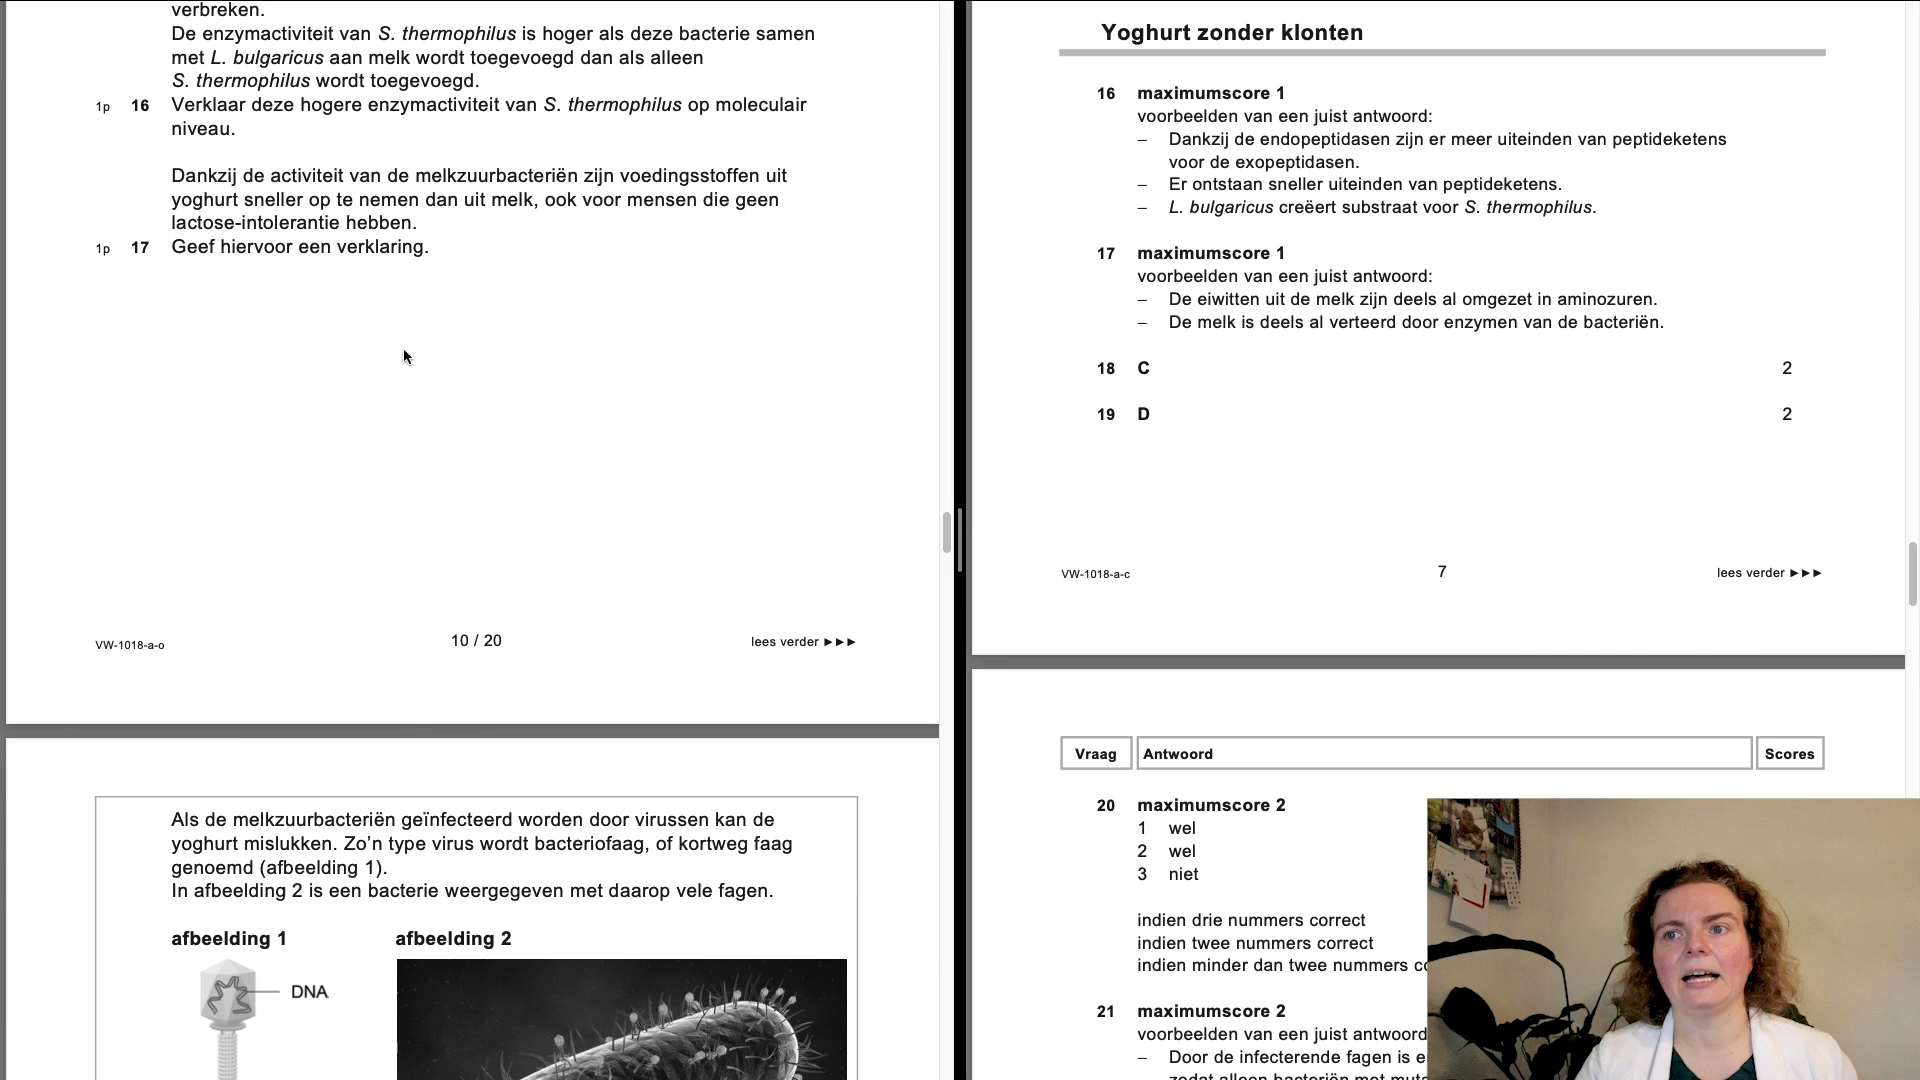 verbreken.
De enzymactiviteit van S. thermophilus is hoger als deze bacterie samen
met L. bulgaricus aan melk wordt toegevoegd dan als alleen
S. thermophilus wordt toegevoegd.
1p 16 Verklaar deze hogere enzymactiviteit van S. thermophilus op moleculair
niveau.
Dankzij de activiteit van de melkzuurbacteriën zijn voedingsstoffen uit
yoghurt sneller op te nemen dan uit melk, ook voor mensen die geen
lactose-intolerantie hebben.
1p 17 Geef hiervoor een verklaring.
VW-1018-a-o 10 / 20 lees verder ►►►
Als de melkzuurbacteriën geïnfecteerd worden door virussen kan de
yoghurt mislukken. Zo'n type virus wordt bacteriofaag, of kortweg faag
genoemd (afbeelding 1).
In afbeelding 2 is een bacterie weergegeven met daarop vele fagen.
afbeelding 1 afbeelding 2
DNA
Yoghurt zonder klonten
16 maximumscore 1
voorbeelden van een juist antwoord:
– Dankzij de endopeptidasen zijn er meer uiteinden van peptideketens
voor de exopeptidasen.
– Er ontstaan sneller uiteinden van peptideketens.
– L. bulgaricus creëert substraat voor S. thermophilus.
17 maximumscore 1
voorbeelden van een juist antwoord:
– De eiwitten uit de melk zijn deels al omgezet in aminozuren.
– De melk is deels al verteerd door enzymen van de bacteriën.
18 C 2
19 D 2
VW-1018-a-c 7 lees verder ►►►
Vraag Antwoord Scores
20 maximumscore 2
1 wel
2 wel
3 niet
indien drie nummers correct
indien twee nummers correct
indien minder dan twee nummers
21 maximumscore 2
voorbeelden van een juist antwoord
– Door de infecterende fagen is
zodat alleen bacteriën met